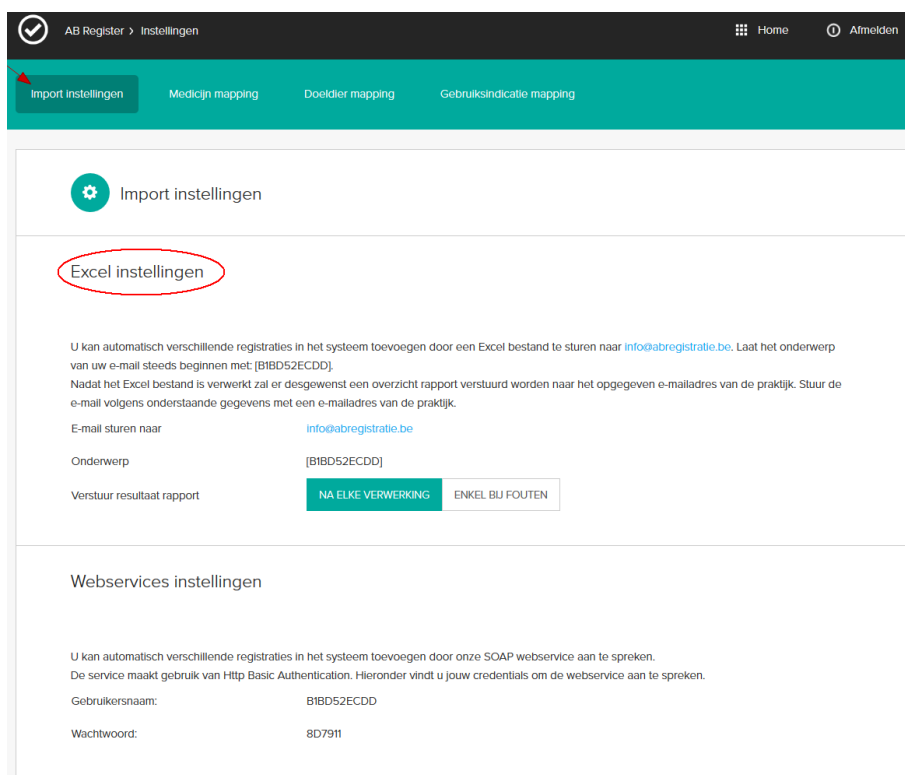 AB Register > Instellingen
Home
Afmelden
Import instellingen
Medicijn mapping
Doeldier mapping
Gebruiksindicatie mapping
Import instellingen
Excel instellingen
U kan automatisch verschillende registraties in het systeem toevoegen door een Excel bestand te sturen naar info@abregistratie.be. Laat het onderwerp
van uw e-mail steeds beginnen met: [B1BD52ECDD].
Nadat het Excel bestand is verwerkt zal er desgewenst een overzicht rapport verstuurd worden naar het opgegeven e-mailadres van de praktijk. Stuur de
e-mail volgens onderstaande gegevens met een e-mailadres van de praktijk.
E-mail sturen naar info@abregistratie.be
Onderwerp [B1BD52ECDD]
Verstuur resultaat rapport NA ELKE VERWERKING ENKEL BIJ FOUTEN
Webservices instellingen
U kan automatisch verschillende registraties in het systeem toevoegen door onze SOAP webservice aan te spreken.
De service maakt gebruik van Http Basic Authentication. Hieronder vindt u jouw credentials om de webservice aan te spreken.
Gebruikersnaam: B1BD52ECDD
Wachtwoord: 8D7911